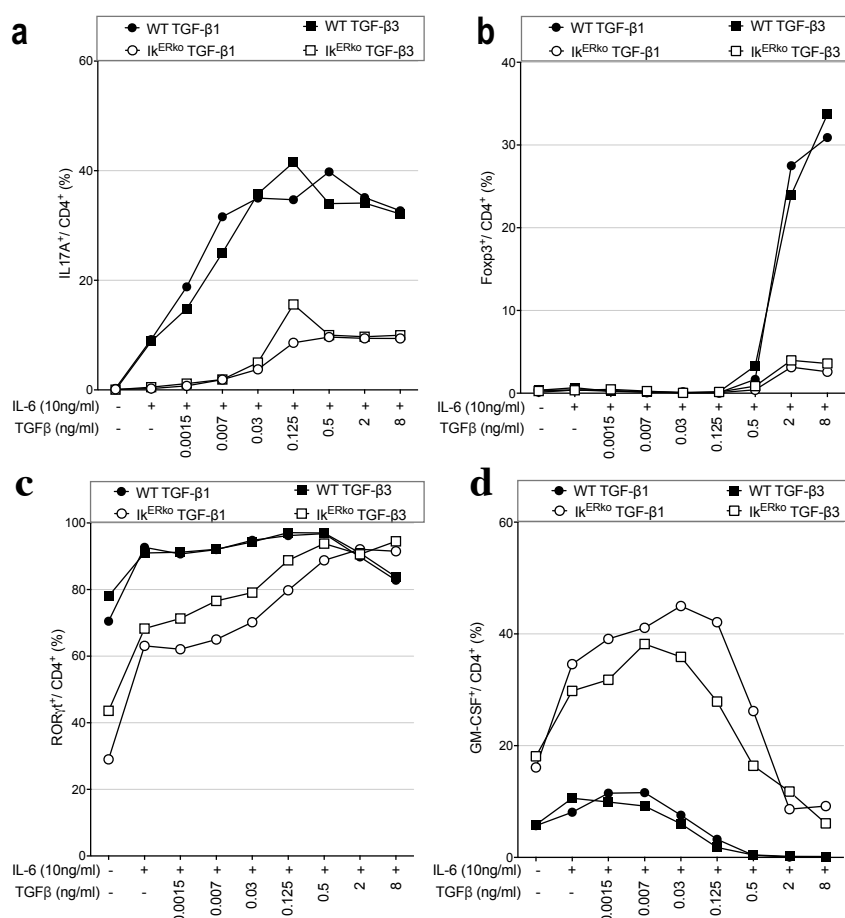 a
WT TGF-β1 WT TGF-β3
Ik^ERko TGF-β1 Ik^ERko TGF-β3
60
40
20
0
IL17A⁺/ CD4⁺ (%)
IL-6 (10ng/ml) - + + + + + + + +
TGFβ (ng/ml) - - 0.0015 0.007 0.03 0.125 0.5 2 8
b
WT TGF-β1 WT TGF-β3
Ik^ERko TGF-β1 Ik^ERko TGF-β3
40
30
20
10
0
Foxp3⁺/ CD4⁺ (%)
- + + + + + + + +
- - 0.0015 0.007 0.03 0.125 0.5 2 8
c
WT TGF-β1 WT TGF-β3
Ik^ERko TGF-β1 Ik^ERko TGF-β3
100
80
60
40
20
0
RORγt⁺/ CD4⁺ (%)
IL-6 (10ng/ml) - + + + + + + + +
TGFβ (ng/ml) - - 0.0015 0.007 0.03 0.125 0.5 2 8
d
WT TGF-β1 WT TGF-β3
Ik^ERko TGF-β1 Ik^ERko TGF-β3
60
40
20
0
GM-CSF⁺/ CD4⁺ (%)
IL-6 (10ng/ml) - + + + + + + + +
TGFβ (ng/ml) - - 0.0015 0.007 0.03 0.125 0.5 2 8